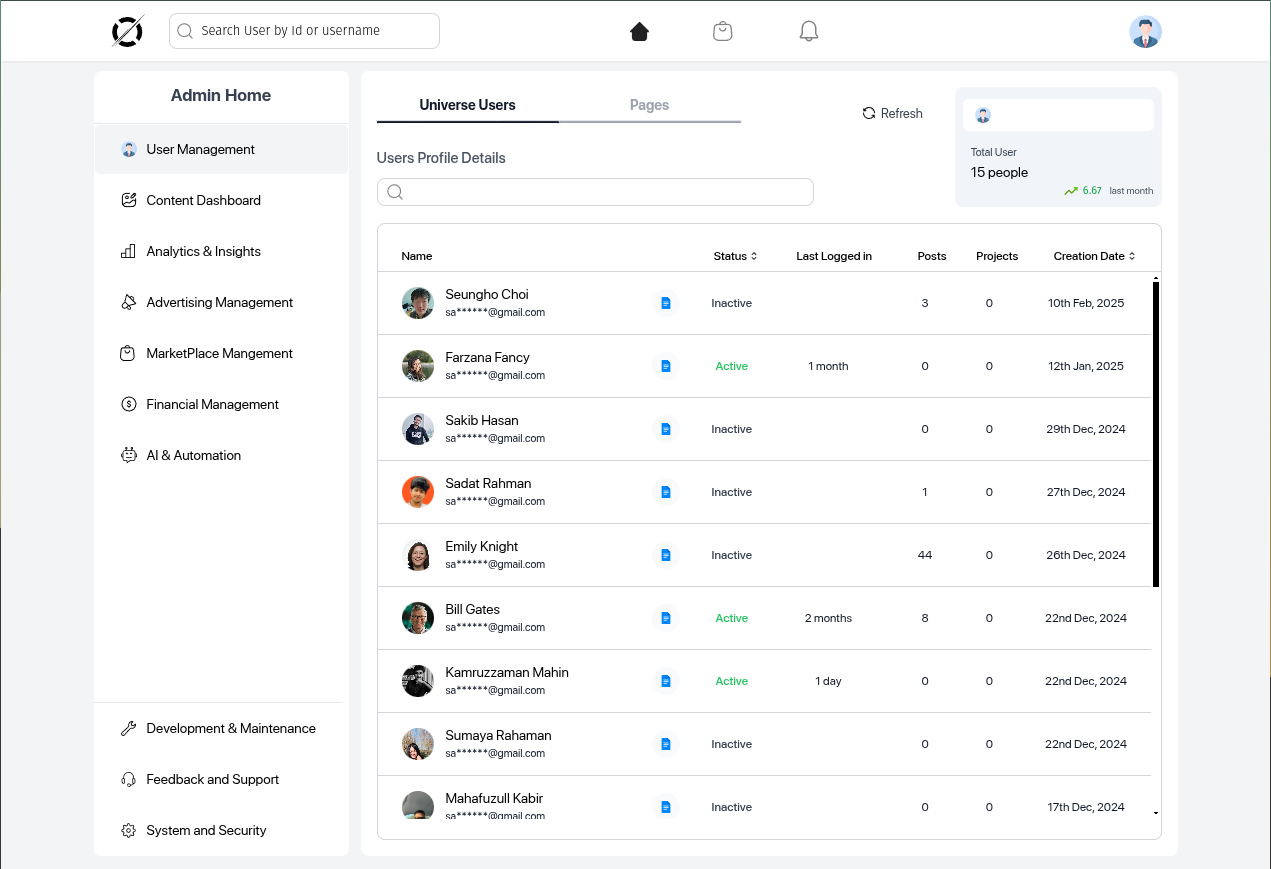 Search User by Id or username
Admin Home
User Management
Content Dashboard
Analytics & Insights
Advertising Management
MarketPlace Mangement
Financial Management
AI & Automation
Development & Maintenance
Feedback and Support
System and Security
Universe Users Pages
Refresh
Total User
15 people
6.67 last month
Users Profile Details
Name Status Last Logged in Posts Projects Creation Date
Seungho Choi
sa******@gmail.com
Inactive 3 0 10th Feb, 2025
Farzana Fancy
sa******@gmail.com
Active 1 month 0 0 12th Jan, 2025
Sakib Hasan
sa******@gmail.com
Inactive 0 0 29th Dec, 2024
Sadat Rahman
sa******@gmail.com
Inactive 1 0 27th Dec, 2024
Emily Knight
sa******@gmail.com
Inactive 44 0 26th Dec, 2024
Bill Gates
sa******@gmail.com
Active 2 months 8 0 22nd Dec, 2024
Kamruzzaman Mahin
sa******@gmail.com
Active 1 day 0 0 22nd Dec, 2024
Sumaya Rahaman
sa******@gmail.com
Inactive 0 0 22nd Dec, 2024
Mahafuzull Kabir
sa******@gmail.com
Inactive 0 0 17th Dec, 2024